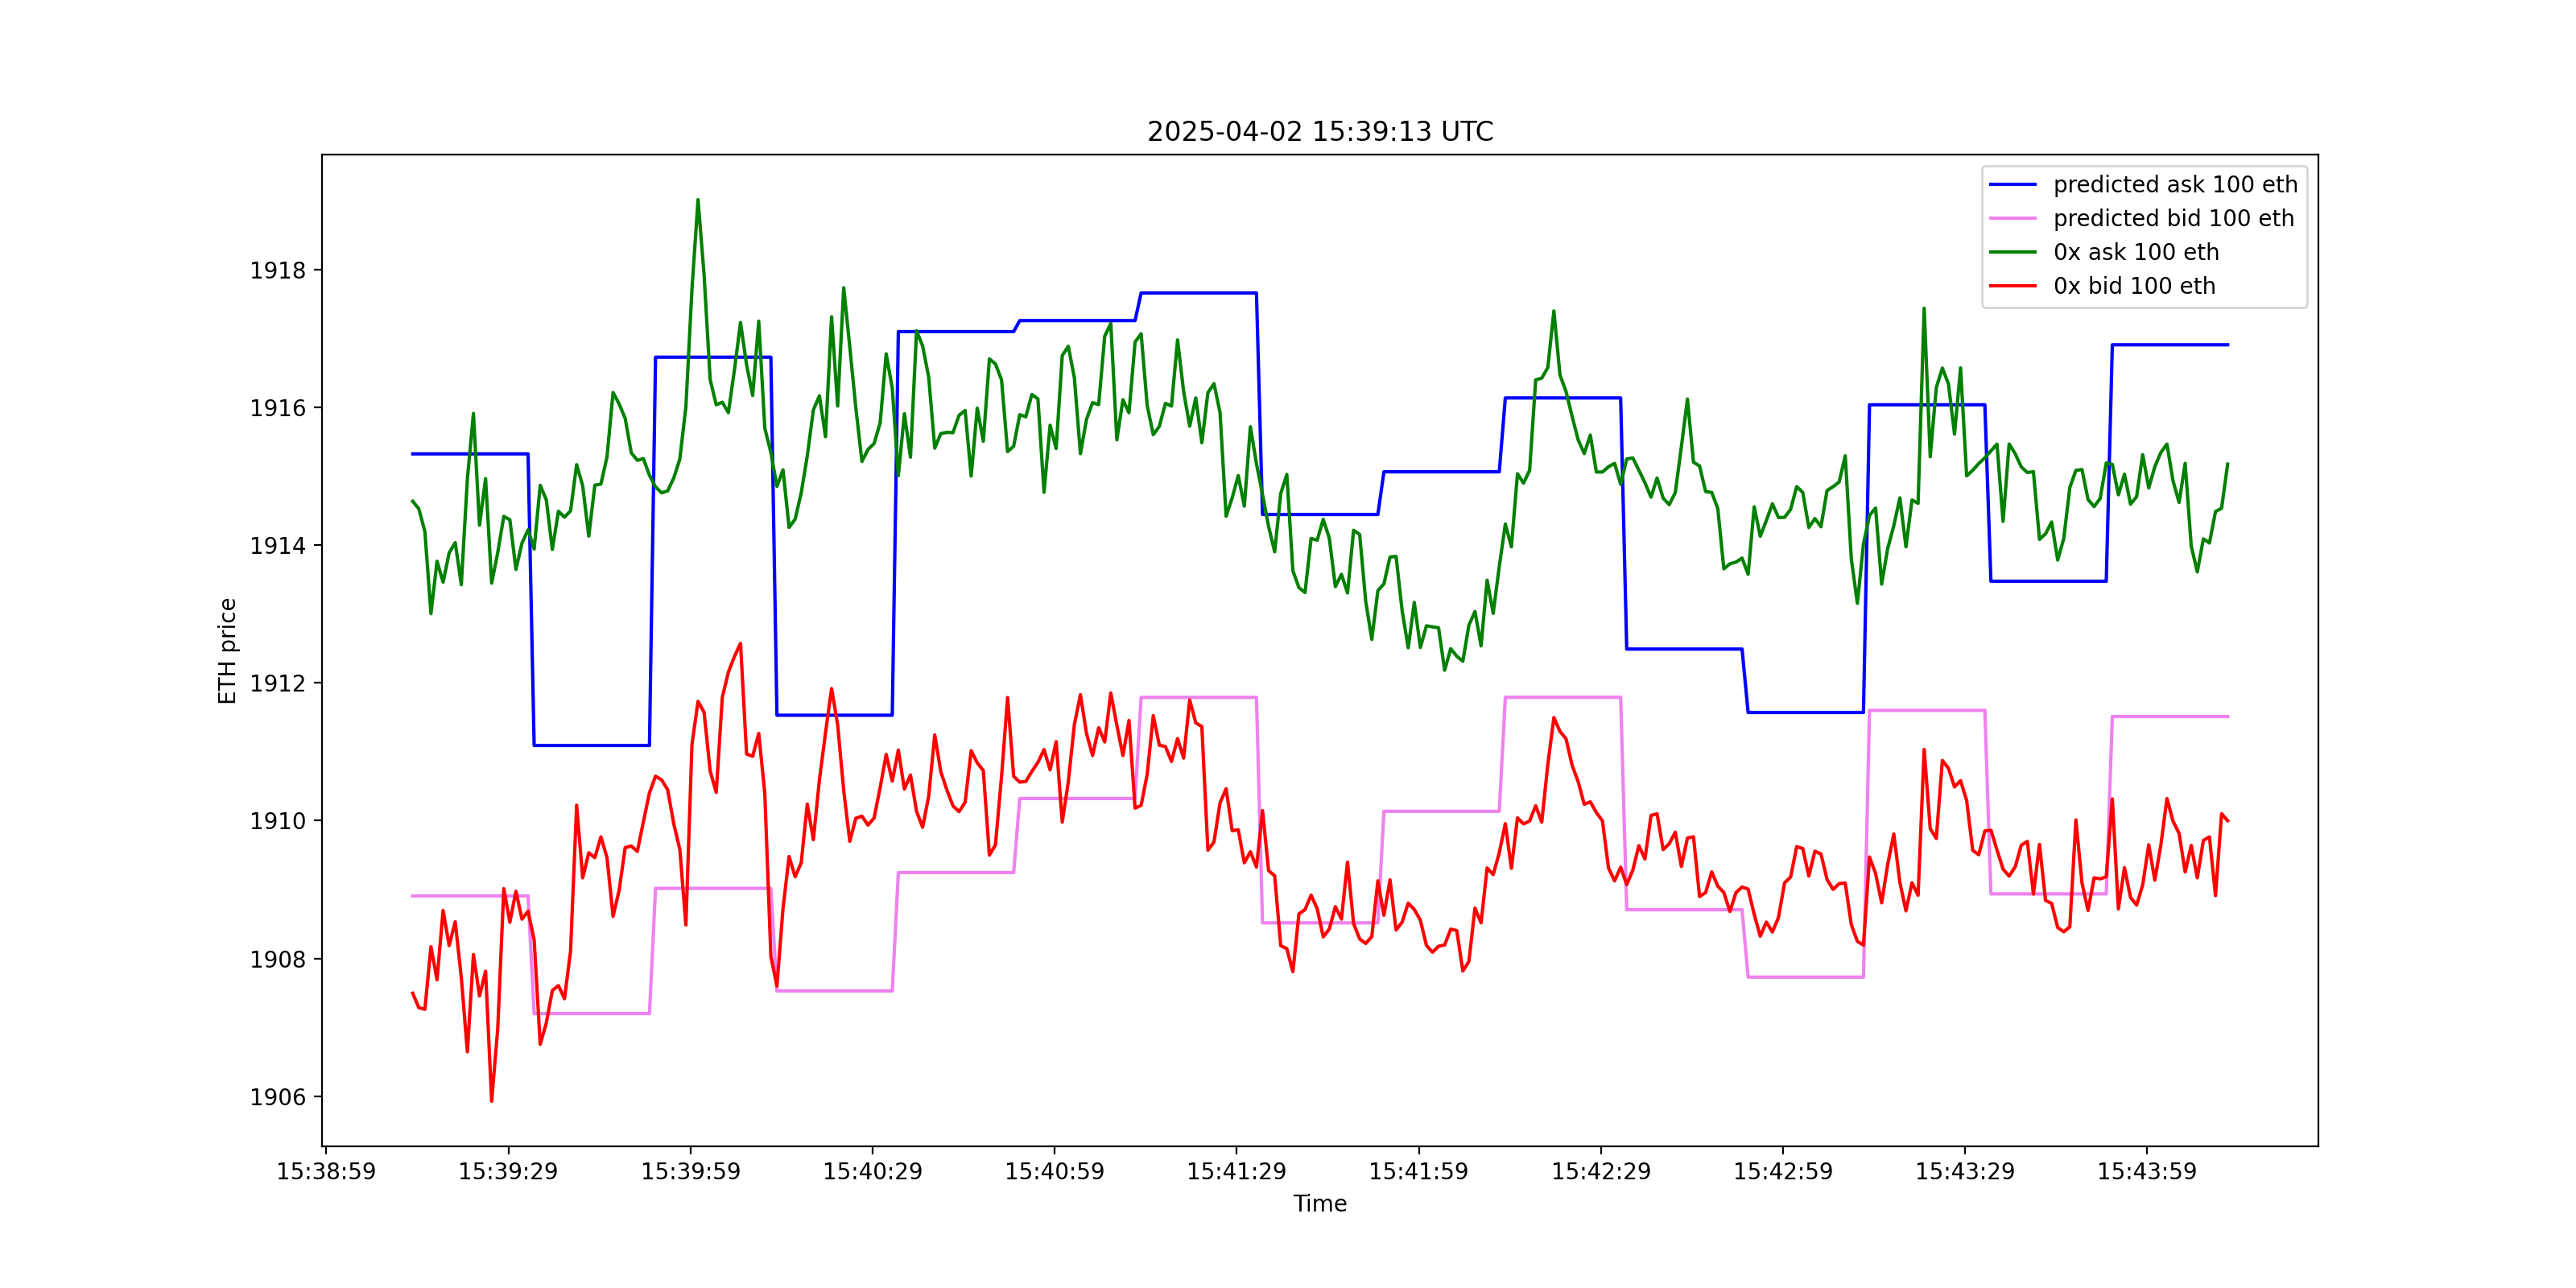 2025-04-02 15:39:13 UTC
predicted ask 100 eth
predicted bid 100 eth
0x ask 100 eth
0x bid 100 eth
ETH price
1918
1916
1914
1912
1910
1908
1906
15:38:59 15:39:29 15:39:59 15:40:29 15:40:59 15:41:29 15:41:59 15:42:29 15:42:59 15:43:29 15:43:59
Time